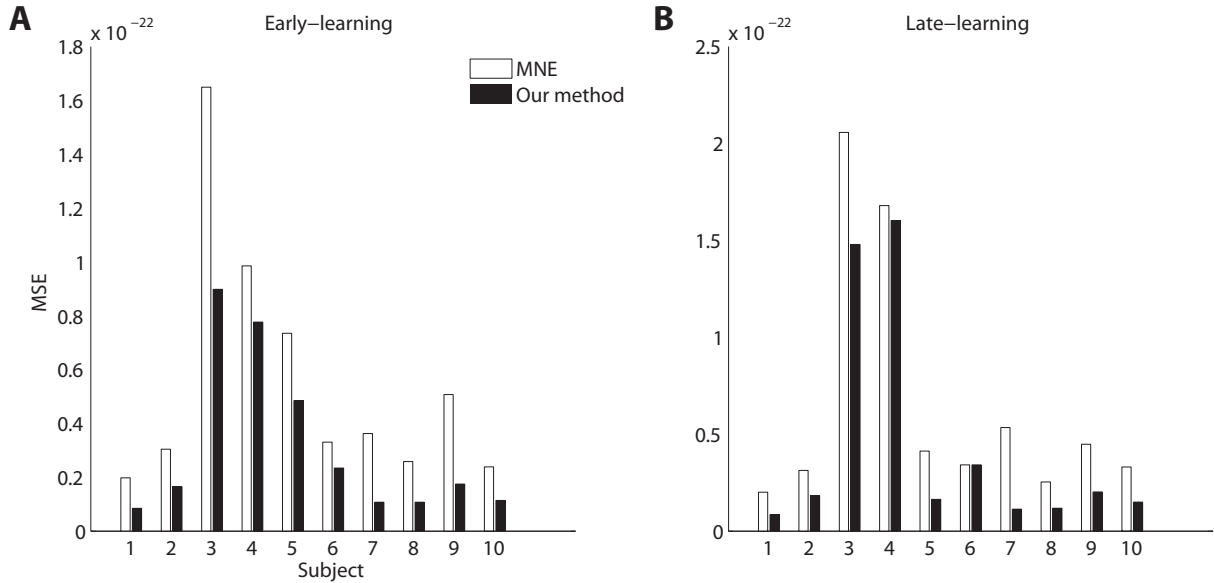 A
Early−learning
x 10 −22
1.8
1.6
1.4
1.2
1
0.8
0.6
0.4
0.2
0
MSE
MNE
Our method
1 2 3 4 5 6 7 8 9 10
Subject
B
Late−learning
x 10 −22
2.5
2
1.5
1
0.5
0
1 2 3 4 5 6 7 8 9 10